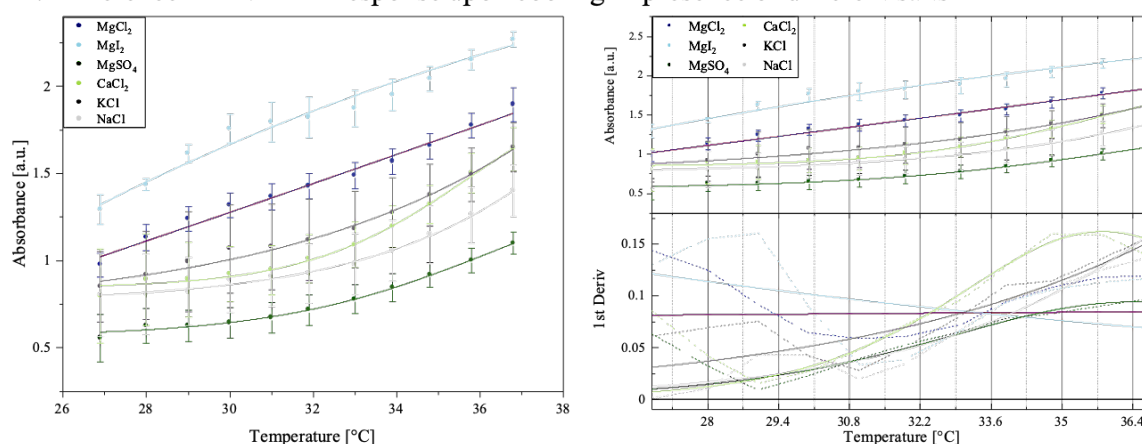 MgCl2
MgI2
MgSO4
CaCl2
KCl
NaCl
Absorbance [a.u.]
2
1.5
1
0.5
26
28
30
32
34
36
38
Temperature [°C]
MgCl2
MgI2
MgSO4
CaCl2
KCl
NaCl
Absorbance [a.u.]
2.5
2
1.5
1
0.5
1st Deriv
0.15
0.1
0.05
0
28
29.4
30.8
32.2
33.6
35
36.4
Temperature [°C]